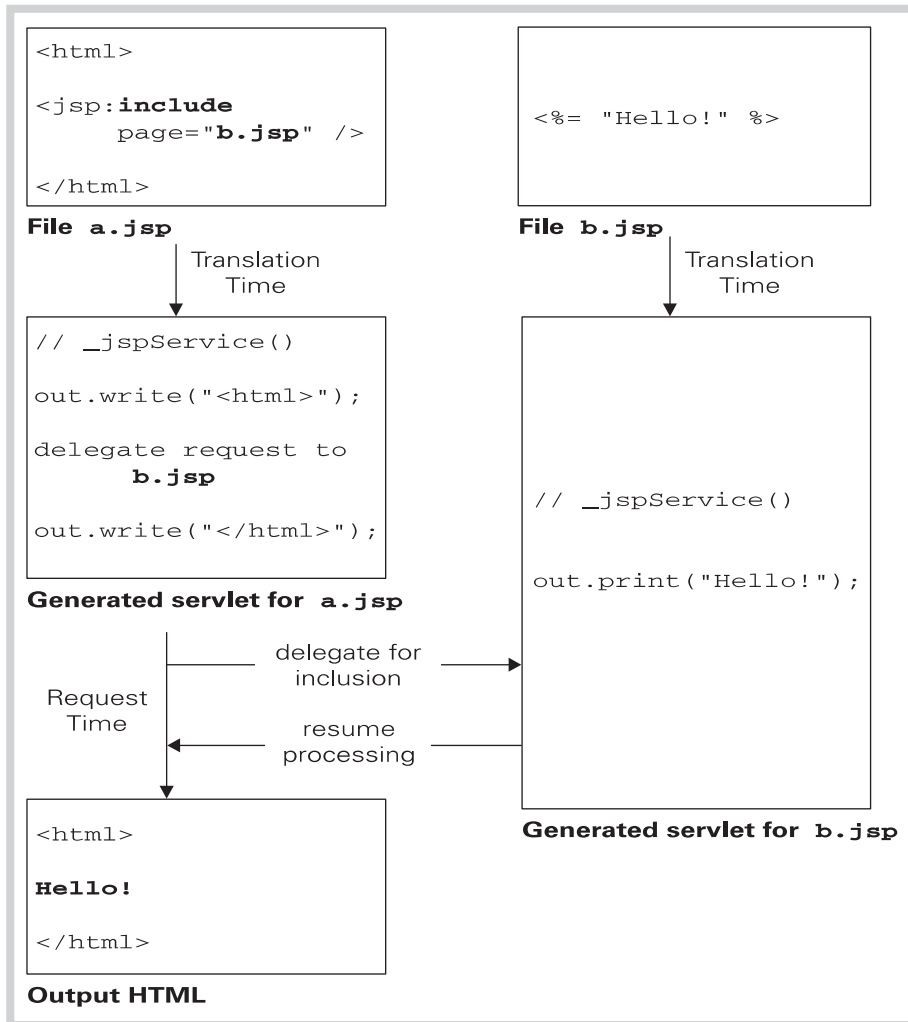 <html>
<jsp:include
page="b.jsp" />
</html>
File a.jsp
<%= "Hello!" %>
File b.jsp
Translation
Time
Translation
Time
// _jspService()
out.write("<html>");
delegate request to
b.jsp
out.write("</html>");
Generated servlet for a.jsp
// _jspService()
out.print("Hello!");
Generated servlet for b.jsp
delegate for
inclusion
Request
Time
resume
processing
<html>
Hello!
</html>
Output HTML